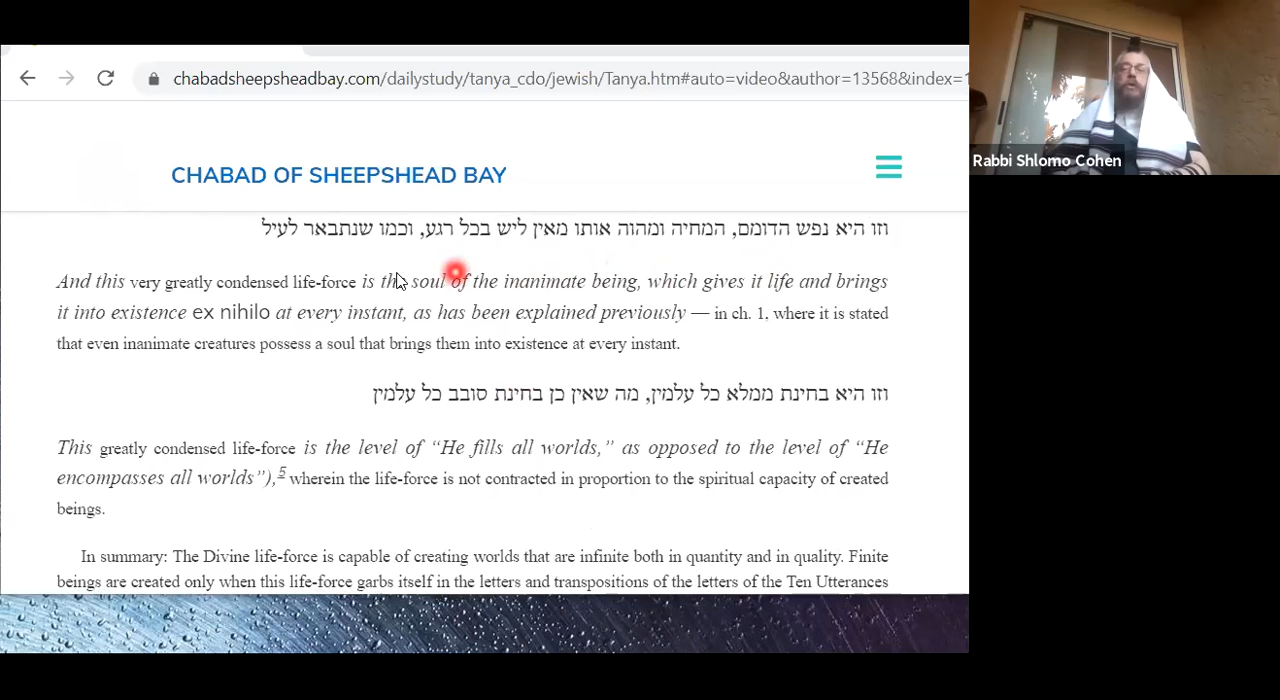 chabadsheepsheadbay.com/dailystudy/tanya_cdo/jewish/Tanya.htm#auto=video&author=13568&index=1
Rabbi Shlomo Cohen
CHABAD OF SHEEPSHEAD BAY
וזו היא נפש הדומם, המחיה ומהוה אותו מאין ליש בכל רגע, וכמו שנתבאר לעיל
And this very greatly condensed life-force is the soul of the inanimate being, which gives it life and brings
it into existence ex nihilo at every instant, as has been explained previously — in ch. 1, where it is stated
that even inanimate creatures possess a soul that brings them into existence at every instant.
וזו היא בחינת ממלא כל עלמין, מה שאין כן בחינת סובב כל עלמין
This greatly condensed life-force is the level of “He fills all worlds,” as opposed to the level of “He
encompasses all worlds”),5 wherein the life-force is not contracted in proportion to the spiritual capacity of created
beings.
In summary: The Divine life-force is capable of creating worlds that are infinite both in quantity and in quality. Finite
beings are created only when this life-force garbs itself in the letters and transpositions of the letters of the Ten Utterances